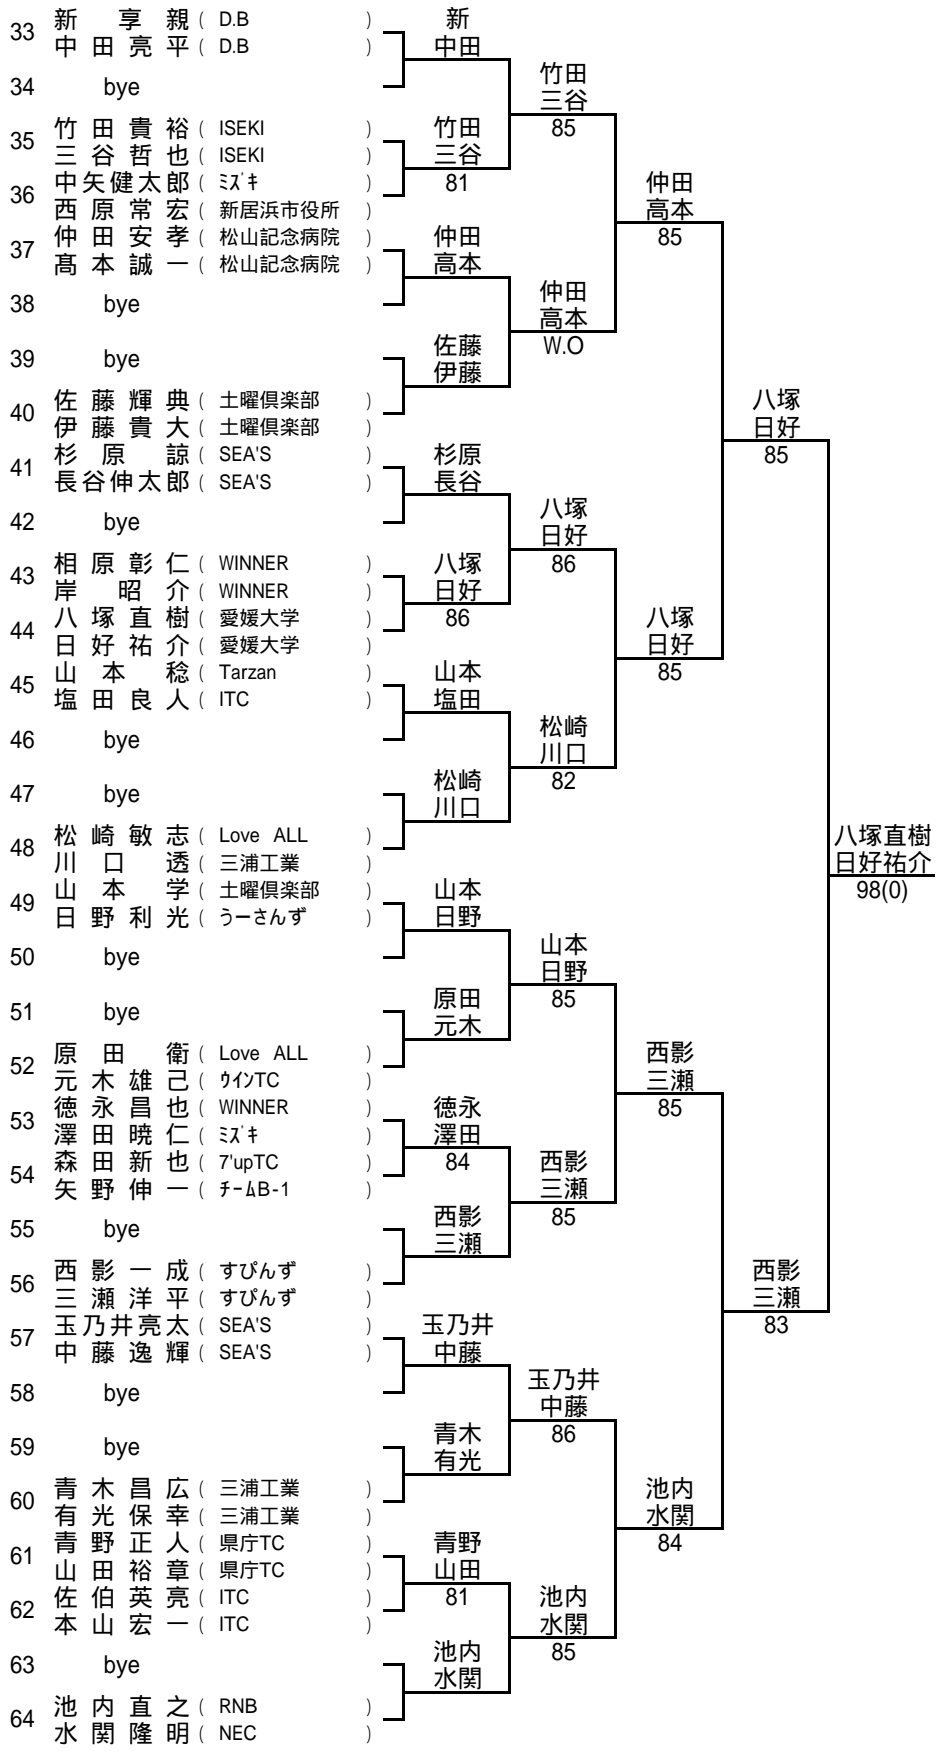 33 新 享 親 ( D.B )
中 田 亮 平 ( D.B )
34 bye
35 竹 田 貴 裕 ( ISEKI )
三 谷 哲 也 ( ISEKI )
36 中矢健太郎 ( ミズキ )
西 原 常 宏 ( 新居浜市役所 )
37 仲 田 安 孝 ( 松山記念病院 )
髙 本 誠 一 ( 松山記念病院 )
38 bye
39 bye
40 佐 藤 輝 典 ( 土曜倶楽部 )
伊 藤 貴 大 ( 土曜倶楽部 )
41 杉 原 諒 ( SEA'S )
長谷伸太郎 ( SEA'S )
42 bye
43 相 原 彰 仁 ( WINNER )
岸 昭 介 ( WINNER )
44 八 塚 直 樹 ( 愛媛大学 )
日 好 祐 介 ( 愛媛大学 )
45 山 本 稔 ( Tarzan )
塩 田 良 人 ( ITC )
46 bye
47 bye
48 松 崎 敏 志 ( Love ALL )
川 口 透 ( 三浦工業 )
49 山 本 学 ( 土曜倶楽部 )
日 野 利 光 ( うーさんず )
50 bye
51 bye
52 原 田 衛 ( Love ALL )
元 木 雄 己 ( ウインTC )
53 徳 永 昌 也 ( WINNER )
澤 田 暁 仁 ( ミズキ )
54 森 田 新 也 ( 7'upTC )
矢 野 伸 一 ( チームB-1 )
55 bye
56 西 影 一 成 ( すぴんず )
三 瀬 洋 平 ( すぴんず )
57 玉乃井亮太 ( SEA'S )
中 藤 逸 輝 ( SEA'S )
58 bye
59 bye
60 青 木 昌 広 ( 三浦工業 )
有 光 保 幸 ( 三浦工業 )
61 青 野 正 人 ( 県庁TC )
山 田 裕 章 ( 県庁TC )
62 佐 伯 英 亮 ( ITC )
本 山 宏 一 ( ITC )
63 bye
64 池 内 直 之 ( RNB )
水 関 隆 明 ( NEC )
新
中田
竹田
三谷
81
仲田
高本
佐藤
伊藤
杉原
長谷
八塚
日好
86
山本
塩田
松崎
川口
山本
日野
原田
元木
徳永
澤田
84
西影
三瀬
玉乃井
中藤
青木
有光
青野
山田
81
池内
水関
竹田
三谷
85
仲田
高本
W.O
八塚
日好
86
松崎
川口
82
山本
日野
85
西影
三瀬
85
玉乃井
中藤
86
池内
水関
85
仲田
高本
85
八塚
日好
85
西影
三瀬
85
池内
水関
84
八塚
日好
85
西影
三瀬
83
八塚直樹
日好祐介
98(0)